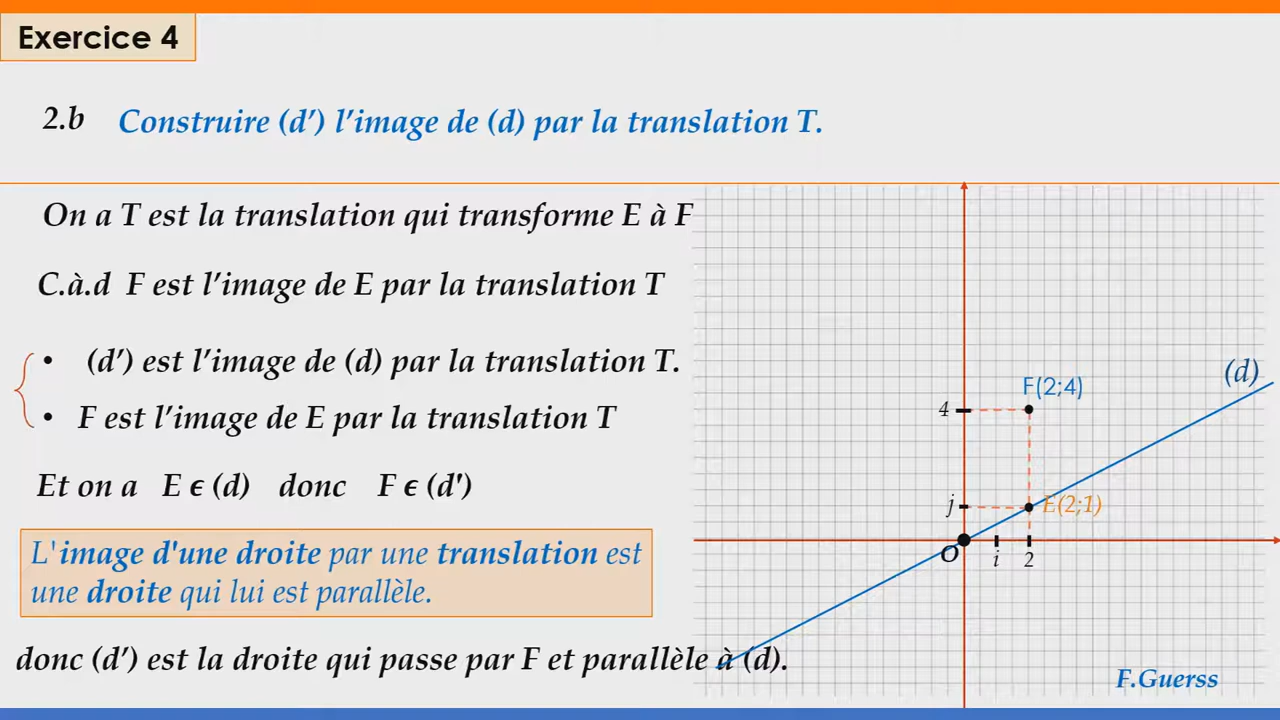 Exercice 4
2.b Construire (d’) l’image de (d) par la translation T.
On a T est la translation qui transforme E à F
C.à.d F est l’image de E par la translation T
• (d’) est l’image de (d) par la translation T.
• F est l’image de E par la translation T
Et on a E ϵ (d) donc F ϵ (d')
L'image d'une droite par une translation est
une droite qui lui est parallèle.
donc (d’) est la droite qui passe par F et parallèle à (d).
(d)
F(2;4)
4
j
E(2;1)
O
i
2
F.Guerss